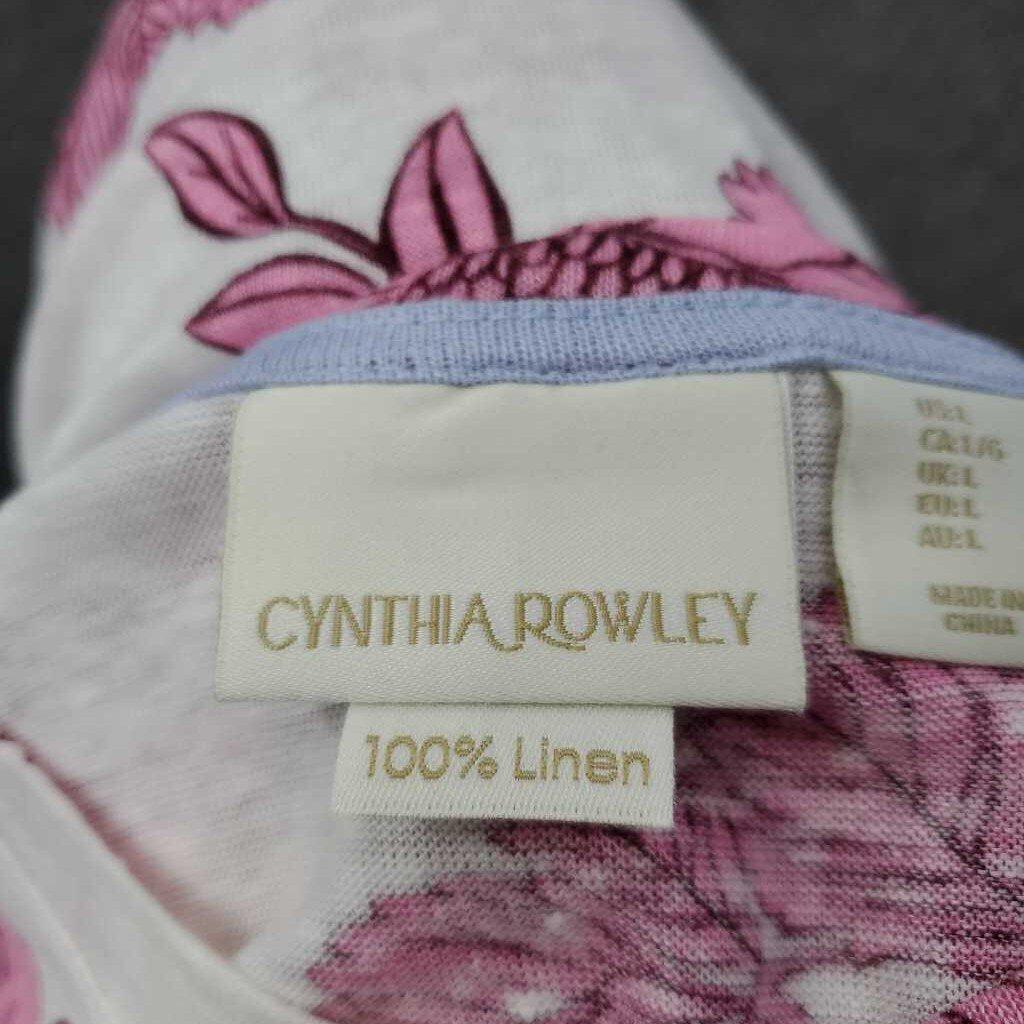 CYNTHIA ROWLEY
100% Linen
US: L
CA: L/G
UK: L
EU: L
AU: L
MADE IN
CHINA